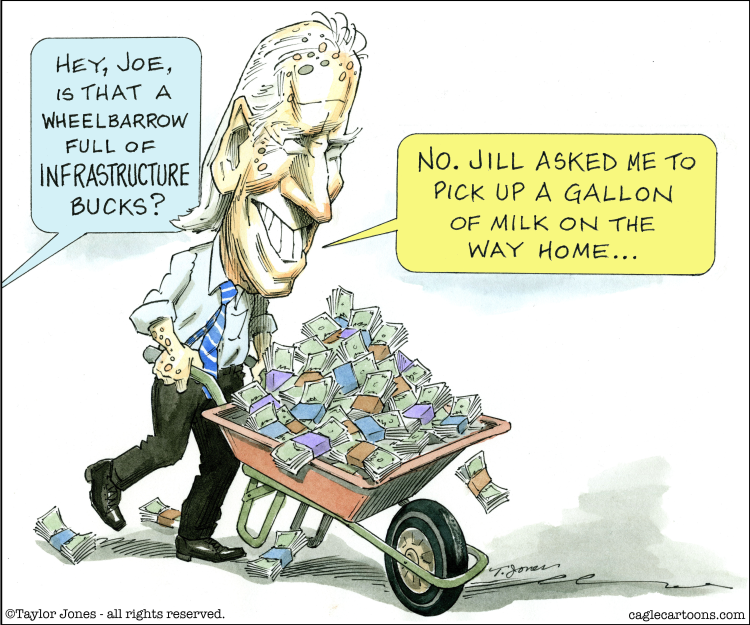 HEY, JOE,
IS THAT A
WHEELBARROW
FULL OF
INFRASTRUCTURE
BUCKS?
NO. JILL ASKED ME TO
PICK UP A GALLON
OF MILK ON THE
WAY HOME...
T. Jones
©Taylor Jones - all rights reserved.
caglecartoons.com